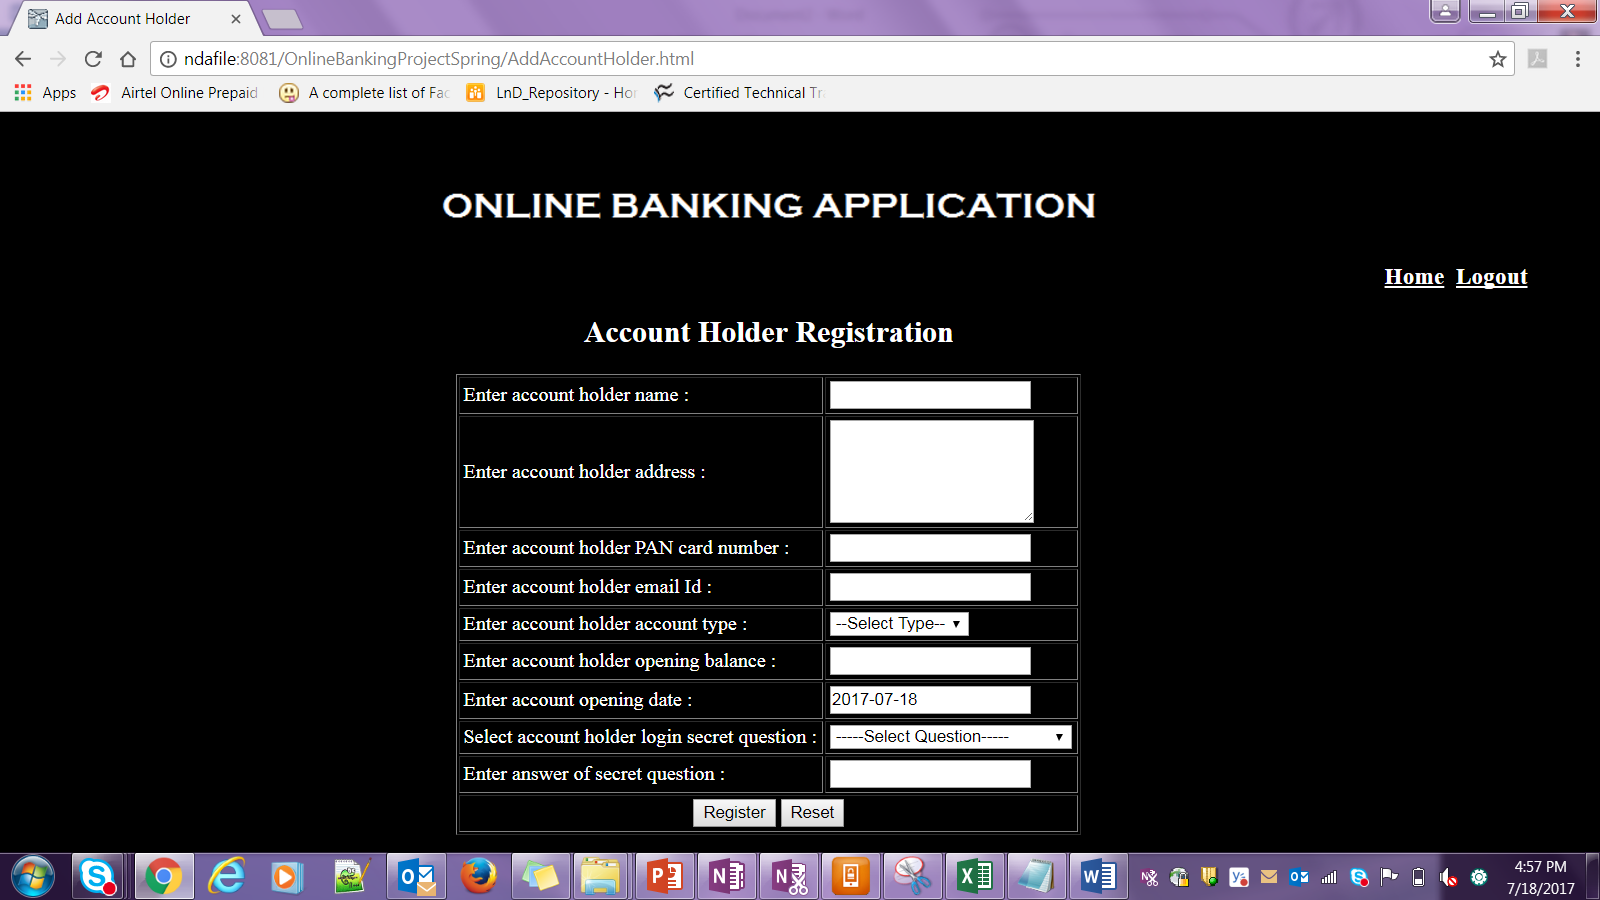 Add Account Holder
ndafile:8081/OnlineBankingProjectSpring/AddAccountHolder.html
Apps Airtel Online Prepaid A complete list of Fac LnD_Repository - Hor Certified Technical Tr
ONLINE BANKING APPLICATION
Home Logout
Account Holder Registration
Enter account holder name :
Enter account holder address :
Enter account holder PAN card number :
Enter account holder email Id :
Enter account holder account type : --Select Type--
Enter account holder opening balance :
Enter account opening date : 2017-07-18
Select account holder login secret question : -----Select Question-----
Enter answer of secret question :
Register Reset
4:57 PM
7/18/2017